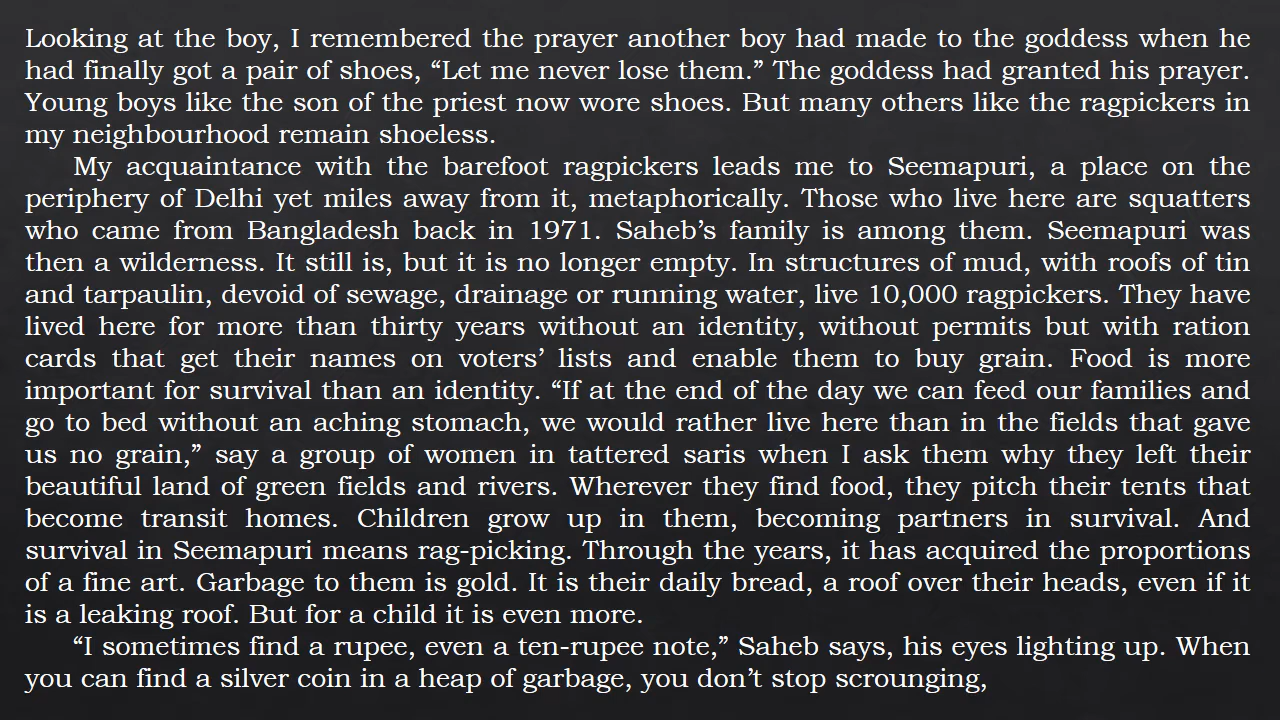 Looking at the boy, I remembered the prayer another boy had made to the goddess when he
had finally got a pair of shoes, “Let me never lose them.” The goddess had granted his prayer.
Young boys like the son of the priest now wore shoes. But many others like the ragpickers in
my neighbourhood remain shoeless.
My acquaintance with the barefoot ragpickers leads me to Seemapuri, a place on the
periphery of Delhi yet miles away from it, metaphorically. Those who live here are squatters
who came from Bangladesh back in 1971. Saheb’s family is among them. Seemapuri was
then a wilderness. It still is, but it is no longer empty. In structures of mud, with roofs of tin
and tarpaulin, devoid of sewage, drainage or running water, live 10,000 ragpickers. They have
lived here for more than thirty years without an identity, without permits but with ration
cards that get their names on voters’ lists and enable them to buy grain. Food is more
important for survival than an identity. “If at the end of the day we can feed our families and
go to bed without an aching stomach, we would rather live here than in the fields that gave
us no grain,” say a group of women in tattered saris when I ask them why they left their
beautiful land of green fields and rivers. Wherever they find food, they pitch their tents that
become transit homes. Children grow up in them, becoming partners in survival. And
survival in Seemapuri means rag-picking. Through the years, it has acquired the proportions
of a fine art. Garbage to them is gold. It is their daily bread, a roof over their heads, even if it
is a leaking roof. But for a child it is even more.
“I sometimes find a rupee, even a ten-rupee note,” Saheb says, his eyes lighting up. When
you can find a silver coin in a heap of garbage, you don’t stop scrounging,